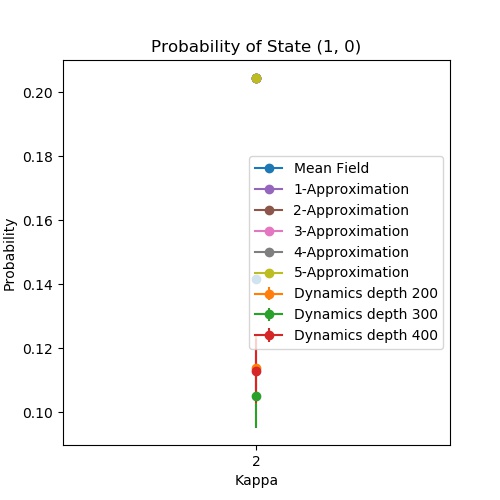 Probability of State (1, 0)
Probability
0.20
0.18
0.16
0.14
0.12
0.10
Mean Field
1-Approximation
2-Approximation
3-Approximation
4-Approximation
5-Approximation
Dynamics depth 200
Dynamics depth 300
Dynamics depth 400
2
Kappa